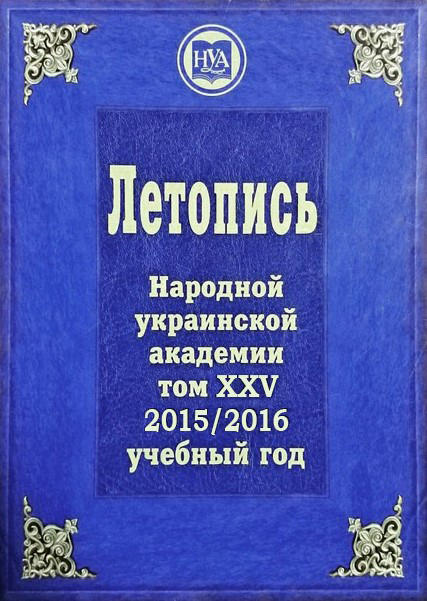 НУА
Летопись
Народной
украинской
академии
том XXV
2015/2016
учебный год